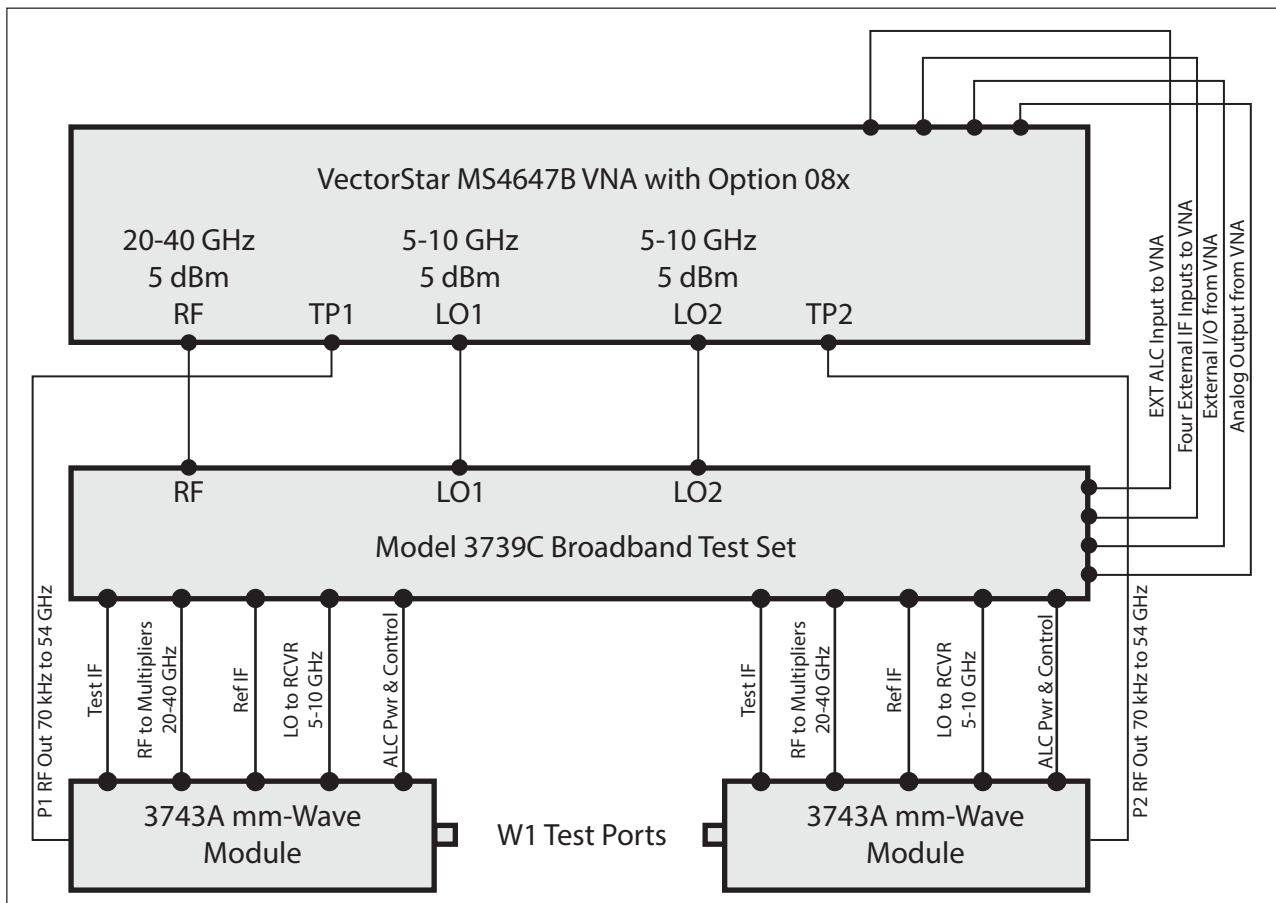 VectorStar MS4647B VNA with Option 08x
20-40 GHz
5 dBm
RF
TP1
5-10 GHz
5 dBm
LO1
5-10 GHz
5 dBm
LO2
TP2
EXT ALC Input to VNA
Four External IF Inputs to VNA
External I/O from VNA
Analog Output from VNA
RF
LO1
LO2
Model 3739C Broadband Test Set
P1 RF Out 70 kHz to 54 GHz
Test IF
RF to Multipliers
20-40 GHz
Ref IF
LO to RCVR
5-10 GHz
ALC Pwr & Control
Test IF
RF to Multipliers
20-40 GHz
Ref IF
LO to RCVR
5-10 GHz
ALC Pwr & Control
P2 RF Out 70 kHz to 54 GHz
3743A mm-Wave
Module
W1 Test Ports
3743A mm-Wave
Module